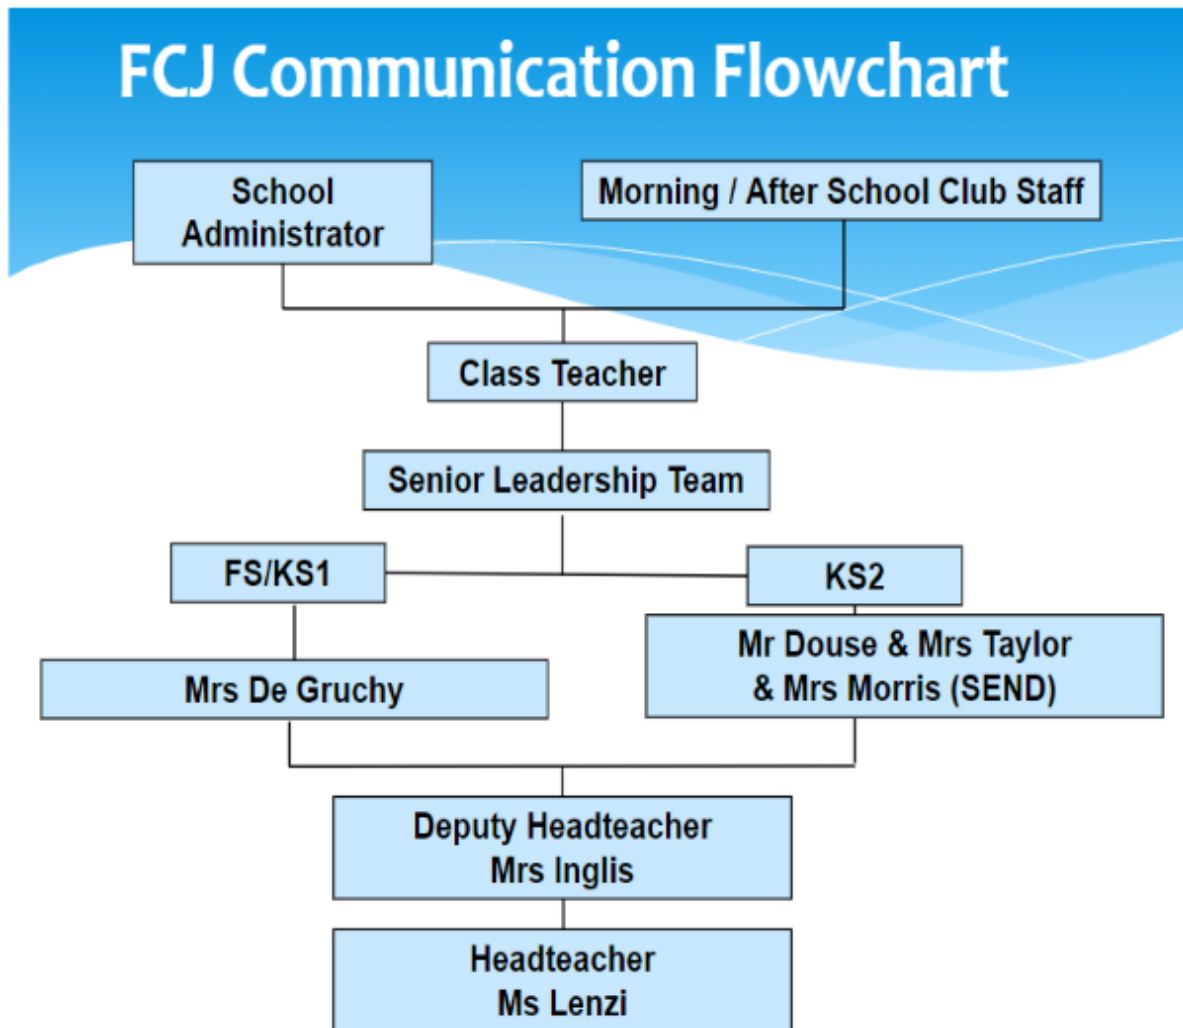 FCJ Communication Flowchart
School
Administrator
Morning / After School Club Staff
Class Teacher
Senior Leadership Team
FS/KS1
KS2
Mrs De Gruchy
Mr Douse & Mrs Taylor
& Mrs Morris (SEND)
Deputy Headteacher
Mrs Inglis
Headteacher
Ms Lenzi